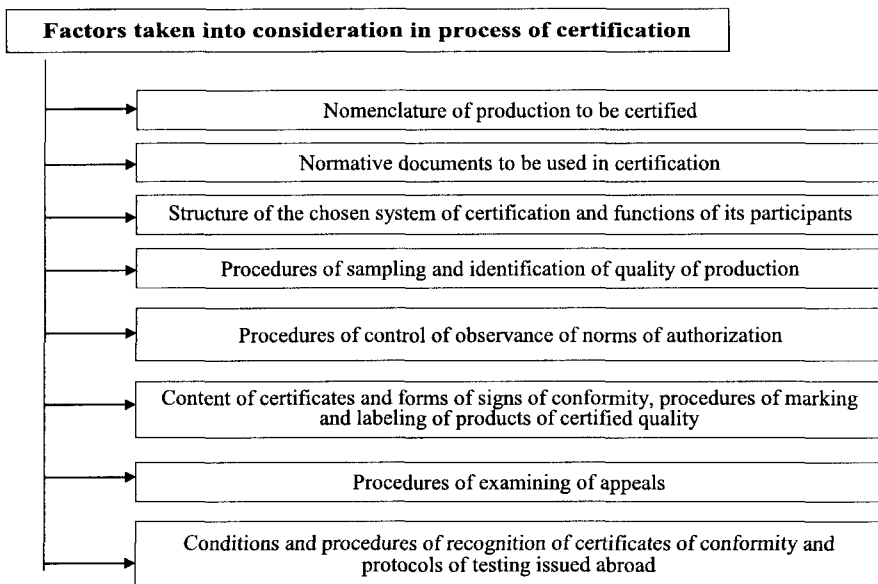 Factors taken into consideration in process of certification
Nomenclature of production to be certified
Normative documents to be used in certification
Structure of the chosen system of certification and functions of its participants
Procedures of sampling and identification of quality of production
Procedures of control of observance of norms of authorization
Content of certificates and forms of signs of conformity, procedures of marking
and labeling of products of certified quality
Procedures of examining of appeals
Conditions and procedures of recognition of certificates of conformity and
protocols of testing issued abroad